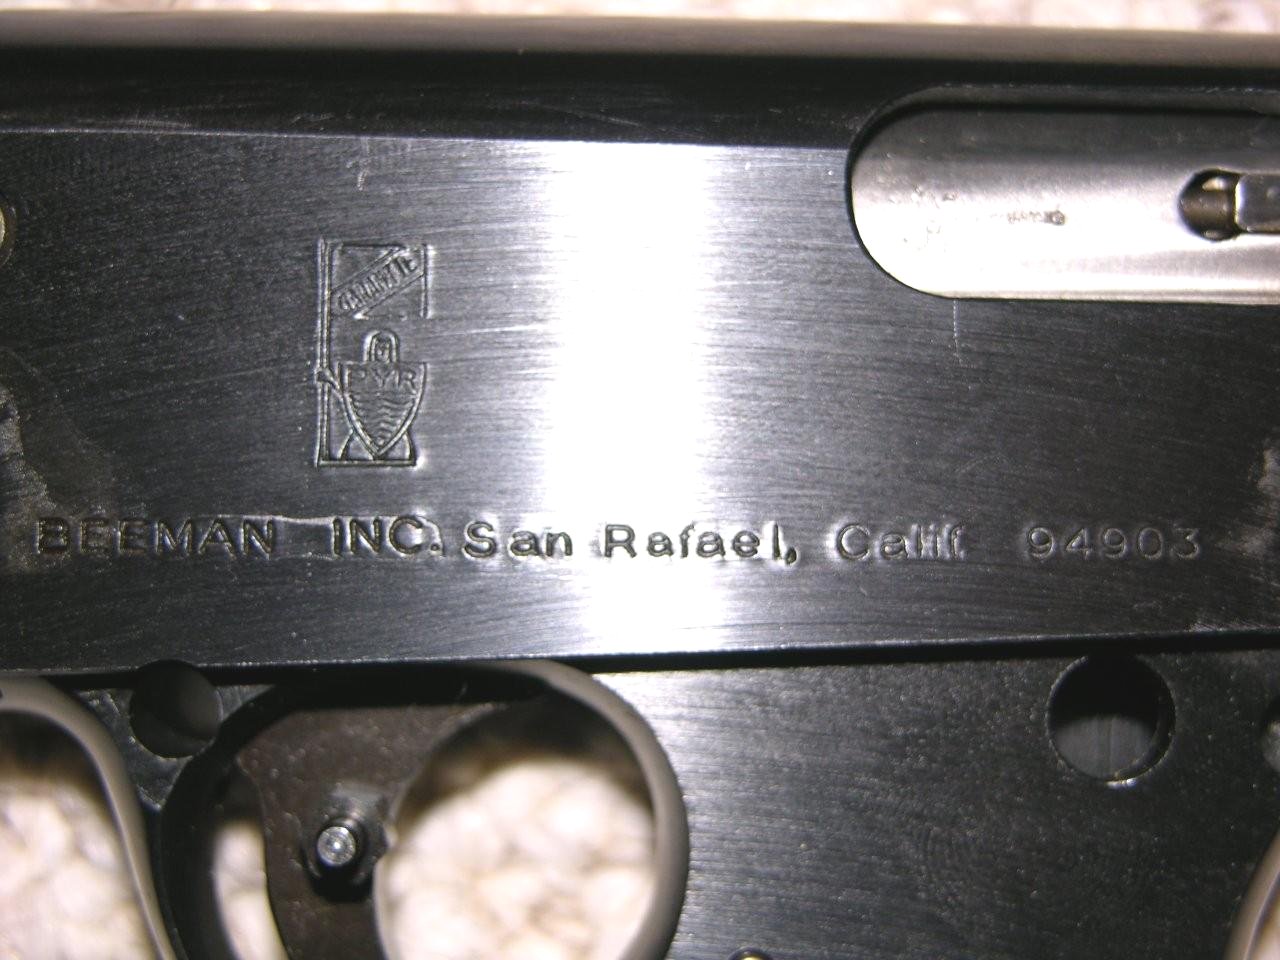 GARANTIE
PYR
BEEMAN INC. San Rafael, Calif. 94903